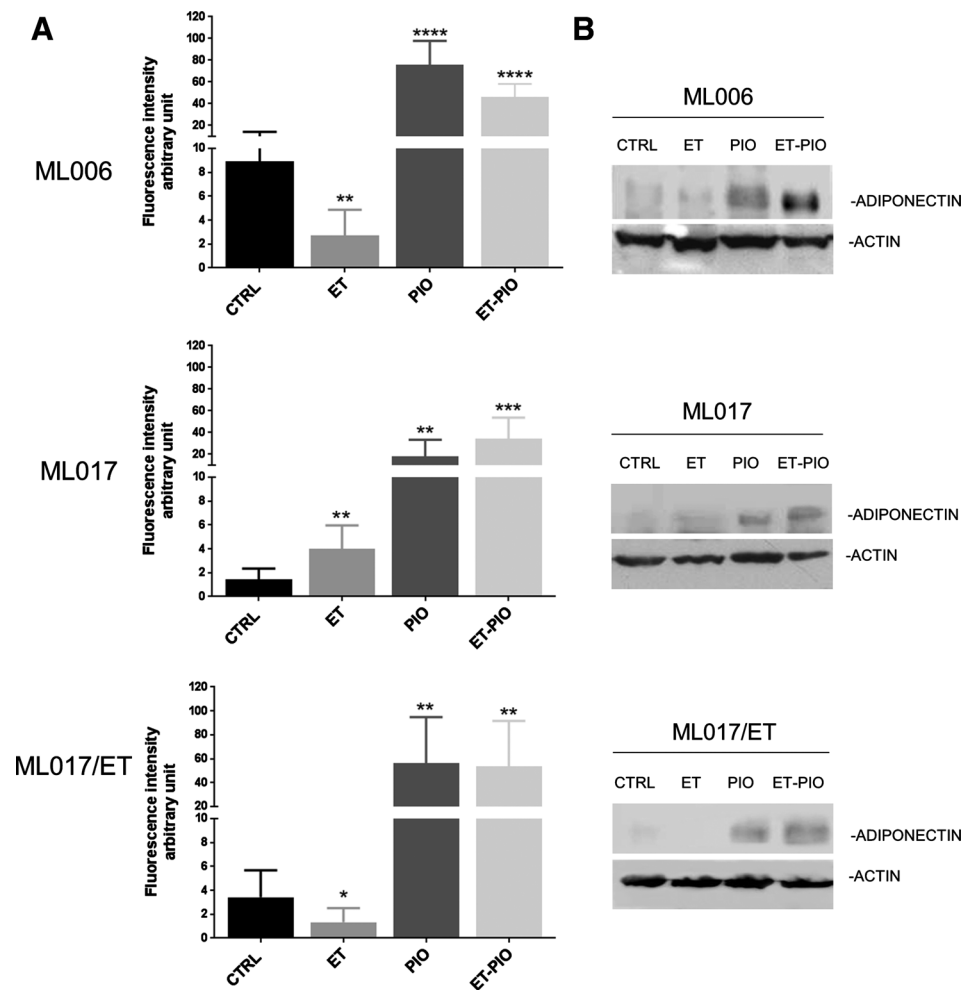 A
B
ML006
Fluorescence intensity
arbitrary unit
120
100
80
60
40
20
10
8
6
4
2
0
**
****
****
CTRL
ET
PIO
ET-PIO
ML006
CTRL ET PIO ET-PIO
-ADIPONECTIN
-ACTIN
ML017
Fluorescence intensity
arbitrary unit
120
100
80
60
40
20
10
8
6
4
2
0
**
**
***
CTRL
ET
PIO
ET-PIO
ML017
CTRL ET PIO ET-PIO
-ADIPONECTIN
-ACTIN
ML017/ET
Fluorescence intensity
arbitrary unit
120
100
80
60
40
20
10
8
6
4
2
0
*
**
**
CTRL
ET
PIO
ET-PIO
ML017/ET
CTRL ET PIO ET-PIO
-ADIPONECTIN
-ACTIN